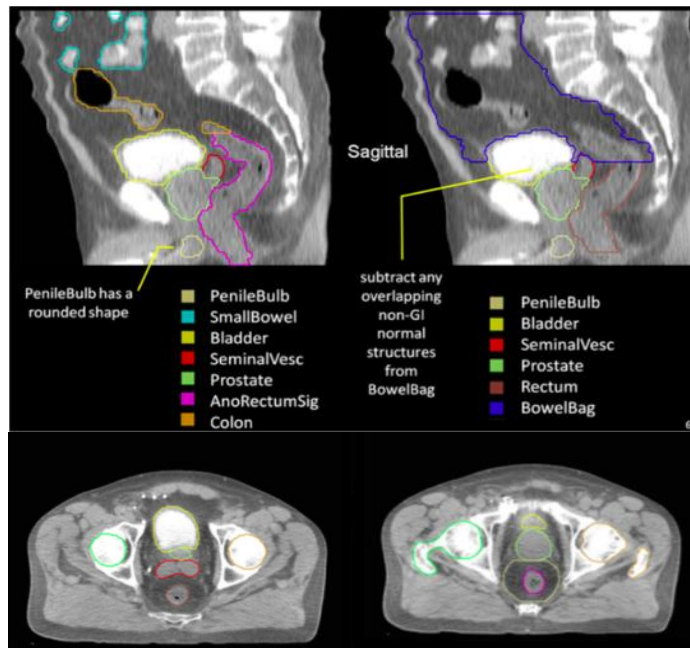 Sagittal
PenileBulb has a
rounded shape
PenileBulb
SmallBowel
Bladder
SeminalVesc
Prostate
AnoRectumSig
Colon
subtract any
overlapping
non-GI
normal
structures
from
BowelBag
PenileBulb
Bladder
SeminalVesc
Prostate
Rectum
BowelBag